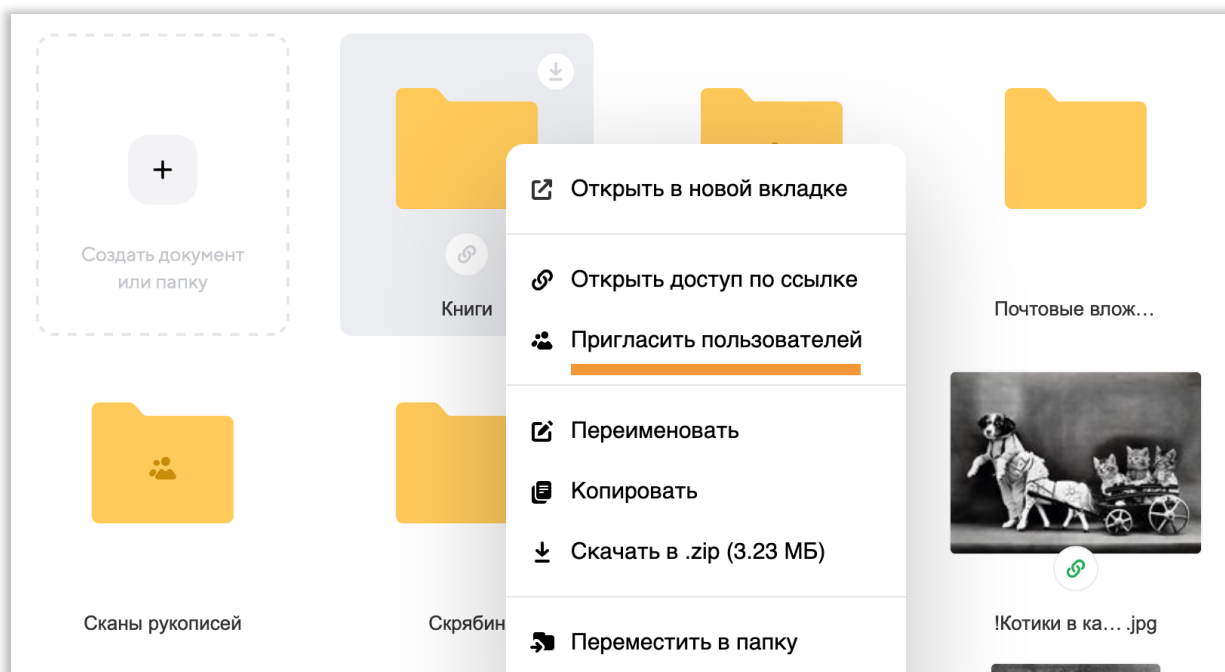 Создать документ
или папку
Книги
Открыть в новой вкладке
Открыть доступ по ссылке
Пригласить пользователей
Переименовать
Копировать
Скачать в .zip (3.23 МБ)
Переместить в папку
Почтовые влож...
Сканы рукописей
Скрябин
!Котики в ка... .jpg